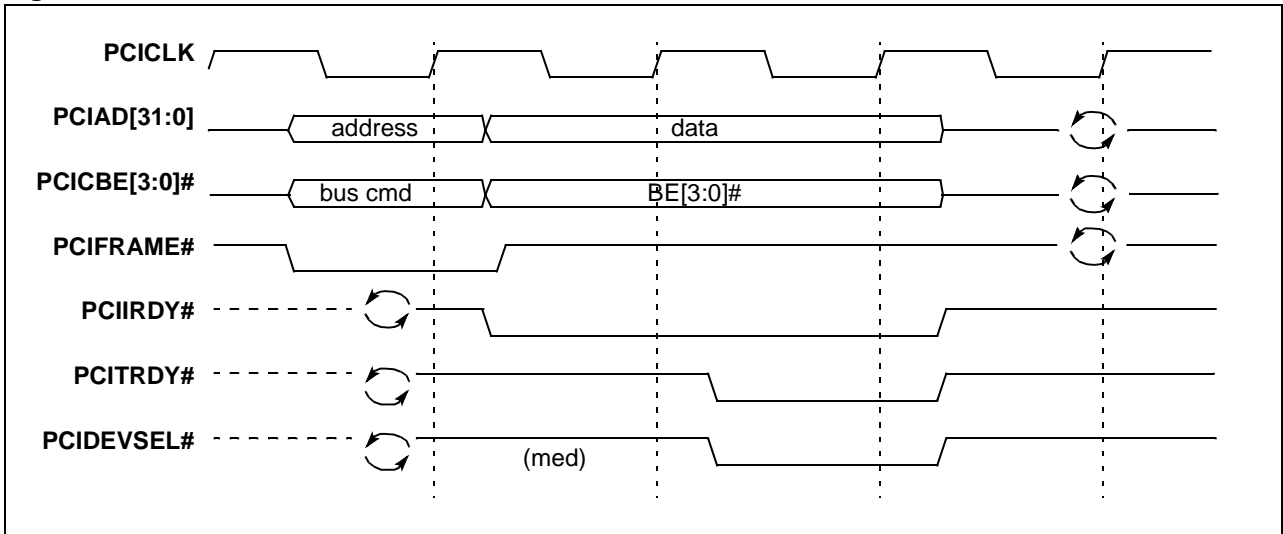 PCICLK
PCIAD[31:0] address data
PCICBE[3:0]# bus cmd BE[3:0]#
PCIFRAME#
PCIIRDY#
PCITRDY#
PCIDEVSEL#
(med)